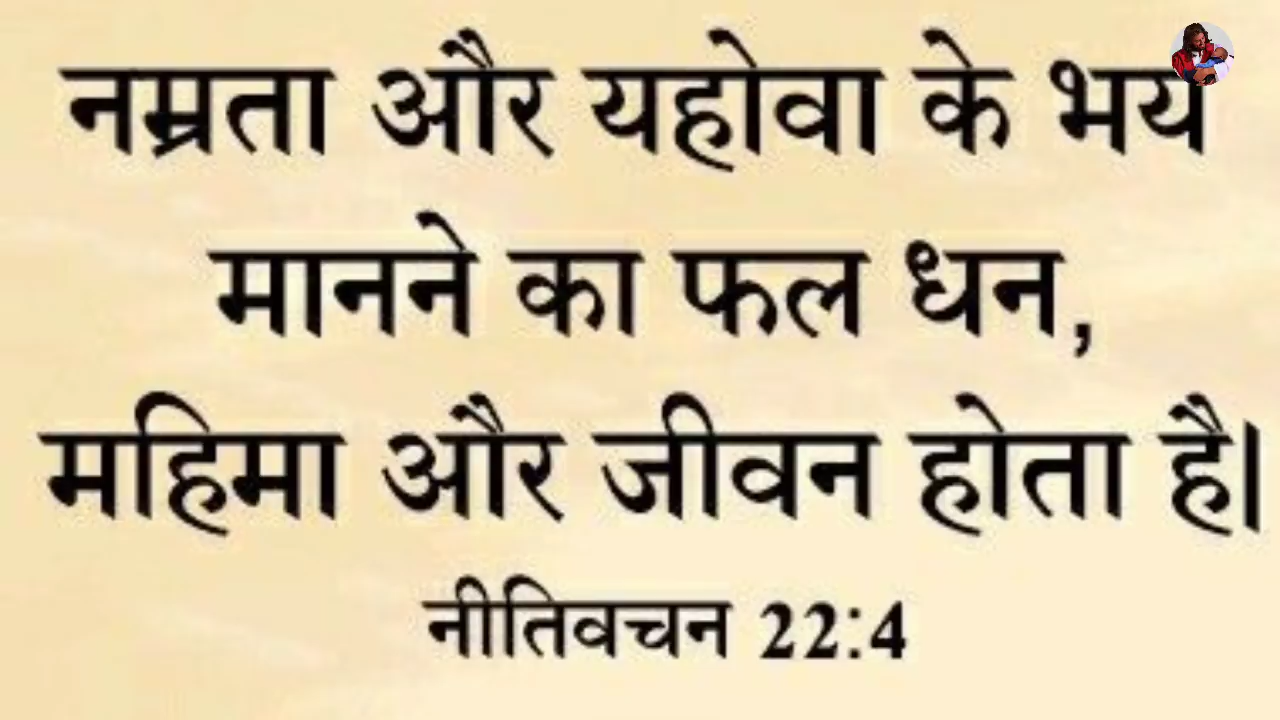 नम्रता और यहोवा के भय
मानने का फल धन,
महिमा और जीवन होता है।
नीतिवचन 22:4